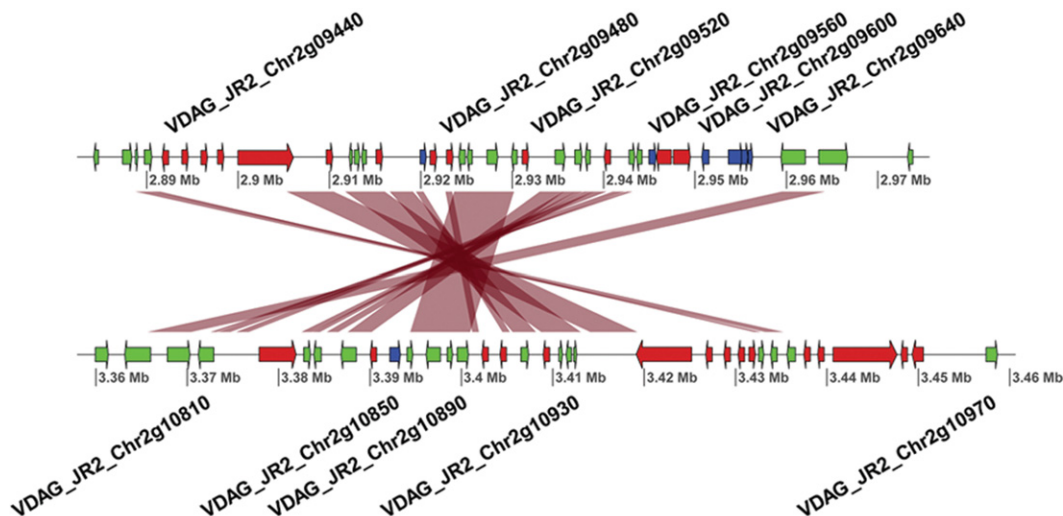 VDAG_JR2_Chr2g09440
VDAG_JR2_Chr2g09480
VDAG_JR2_Chr2g09520
VDAG_JR2_Chr2g09560
VDAG_JR2_Chr2g09600
VDAG_JR2_Chr2g09640
2.89 Mb 2.9 Mb 2.91 Mb 2.92 Mb 2.93 Mb 2.94 Mb 2.95 Mb 2.96 Mb 2.97 Mb
3.36 Mb 3.37 Mb 3.38 Mb 3.39 Mb 3.4 Mb 3.41 Mb 3.42 Mb 3.43 Mb 3.44 Mb 3.45 Mb 3.46 Mb
VDAG_JR2_Chr2g10810
VDAG_JR2_Chr2g10850
VDAG_JR2_Chr2g10890
VDAG_JR2_Chr2g10930
VDAG_JR2_Chr2g10970